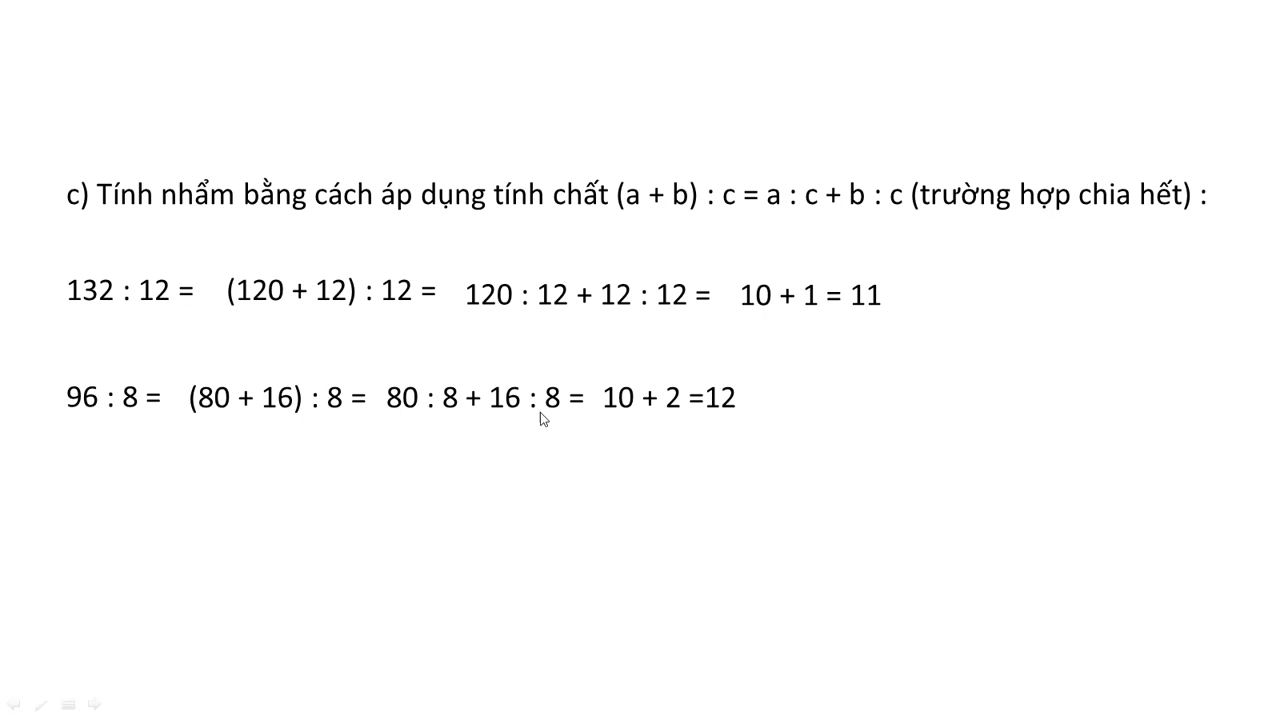 c) Tính nhẩm bằng cách áp dụng tính chất (a + b) : c = a : c + b : c (trường hợp chia hết) :
132 : 12 = (120 + 12) : 12 = 120 : 12 + 12 : 12 = 10 + 1 = 11
96 : 8 = (80 + 16) : 8 = 80 : 8 + 16 : 8 = 10 + 2 =12